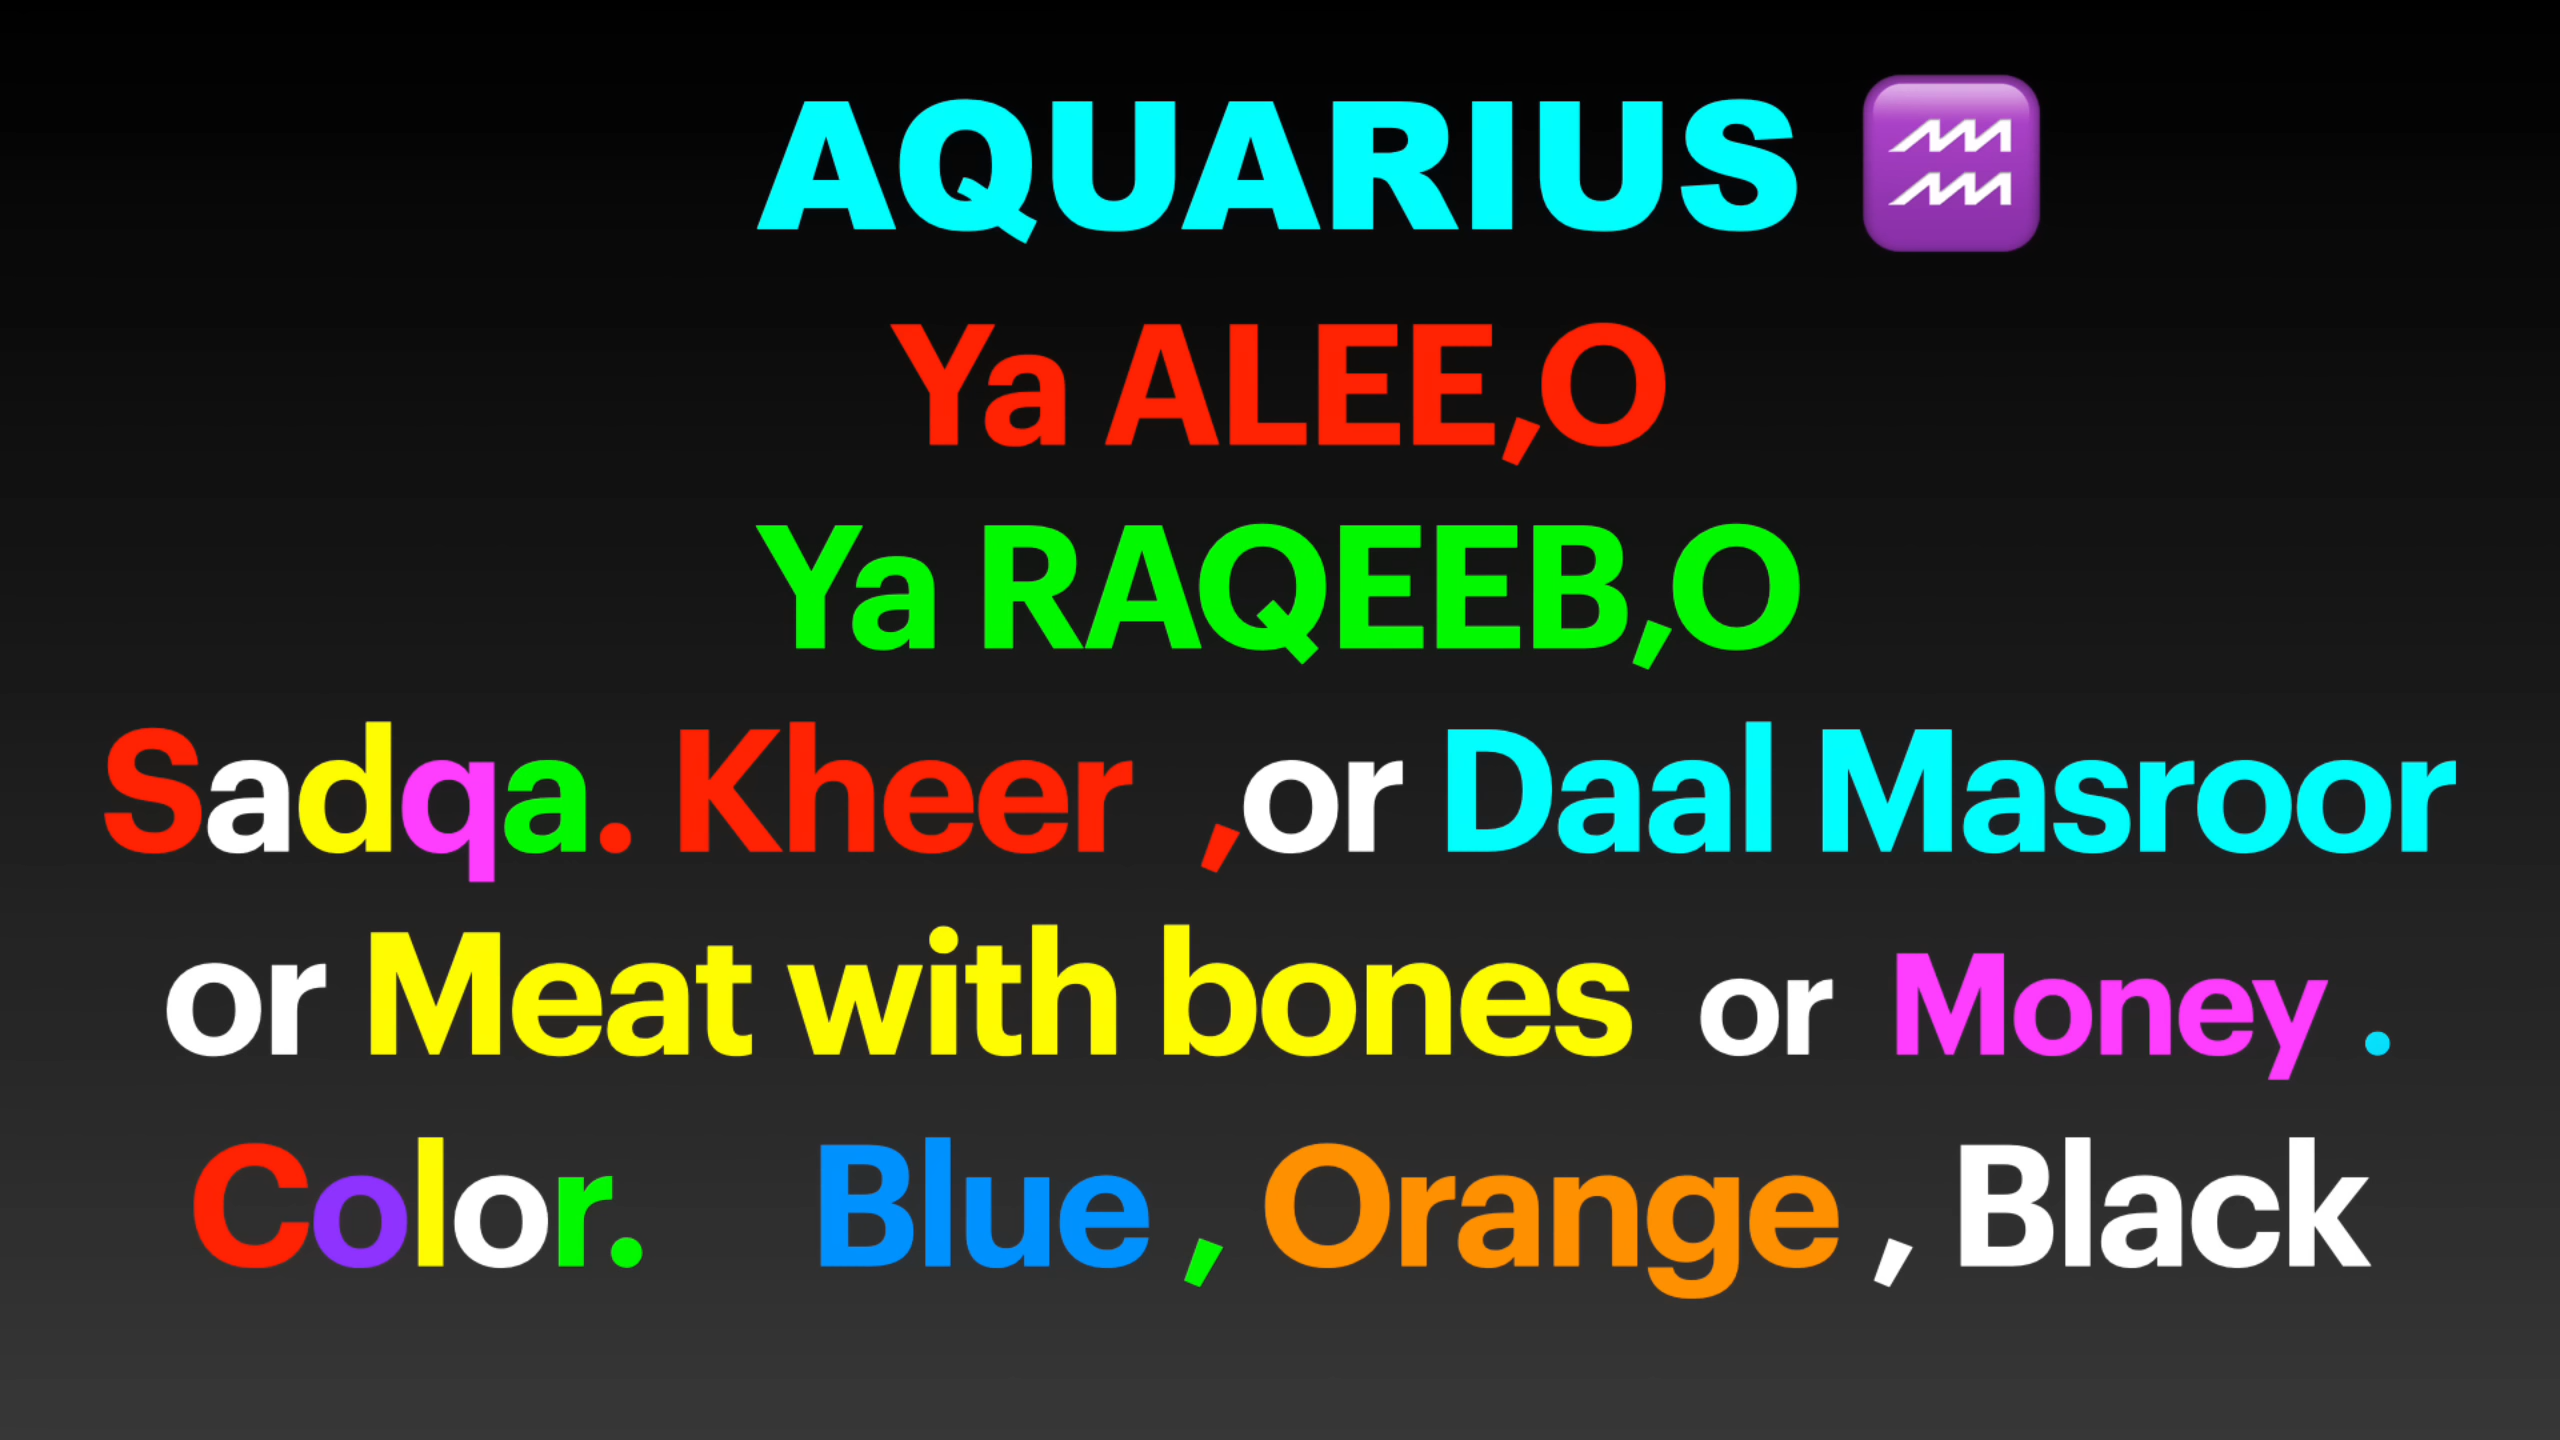 AQUARIUS ♒
Ya ALEE,O
Ya RAQEEB,O
Sadqa. Kheer ,or Daal Masroor
or Meat with bones or Money .
Color. Blue , Orange , Black